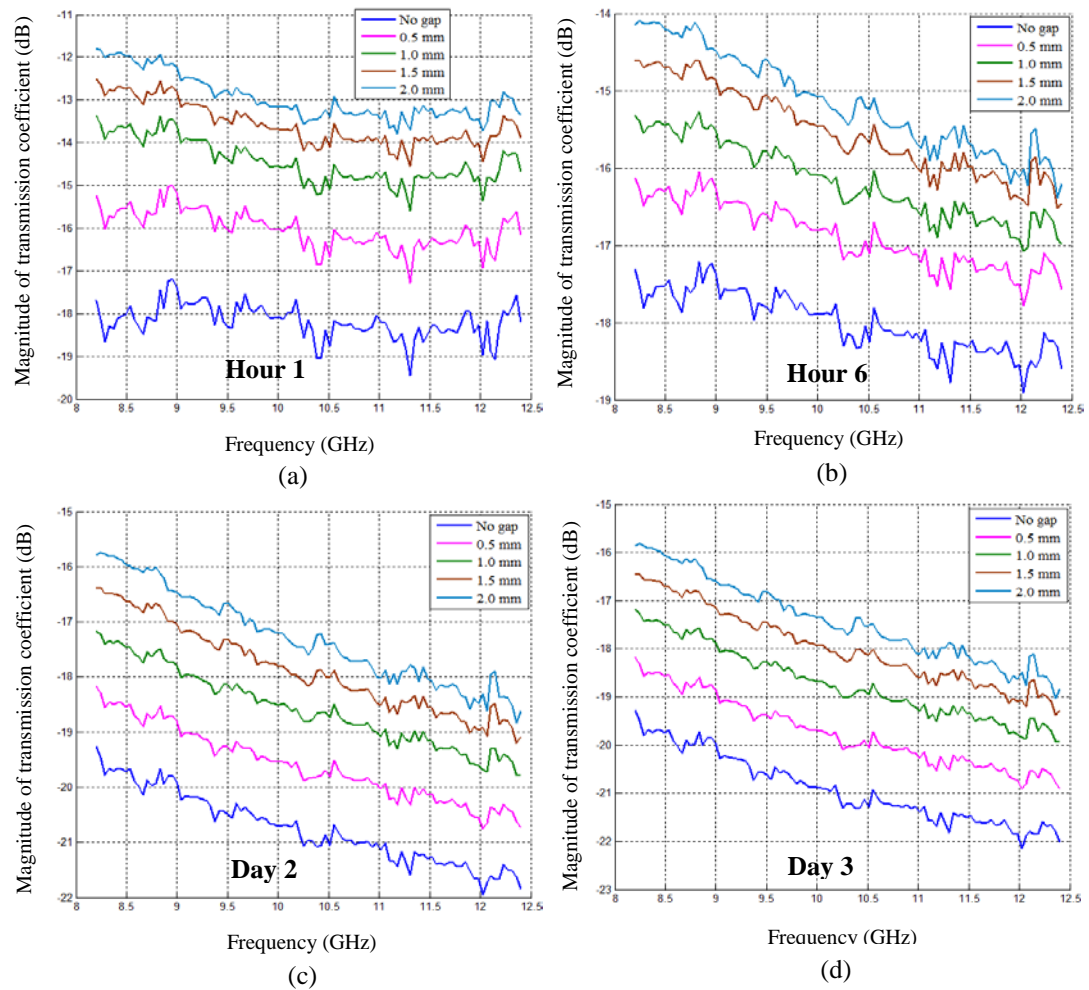 Magnitude of transmission coefficient (dB)
-11
-12
-13
-14
-15
-16
-17
-18
-19
-20
No gap
0.5 mm
1.0 mm
1.5 mm
2.0 mm
Hour 1
8 8.5 9 9.5 10 10.5 11 11.5 12 12.5
Frequency (GHz)
(a)
Magnitude of transmission coefficient (dB)
-14
-15
-16
-17
-18
-19
No gap
0.5 mm
1.0 mm
1.5 mm
2.0 mm
Hour 6
8 8.5 9 9.5 10 10.5 11 11.5 12 12.5
Frequency (GHz)
(b)
Magnitude of transmission coefficient (dB)
-15
-16
-17
-18
-19
-20
-21
-22
No gap
0.5 mm
1.0 mm
1.5 mm
2.0 mm
Day 2
8 8.5 9 9.5 10 10.5 11 11.5 12 12.5
Frequency (GHz)
(c)
Magnitude of transmission coefficient (dB)
-15
-16
-17
-18
-19
-20
-21
-22
-23
No gap
0.5 mm
1.0 mm
1.5 mm
2.0 mm
Day 3
8 8.5 9 9.5 10 10.5 11 11.5 12 12.5
Frequency (GHz)
(d)